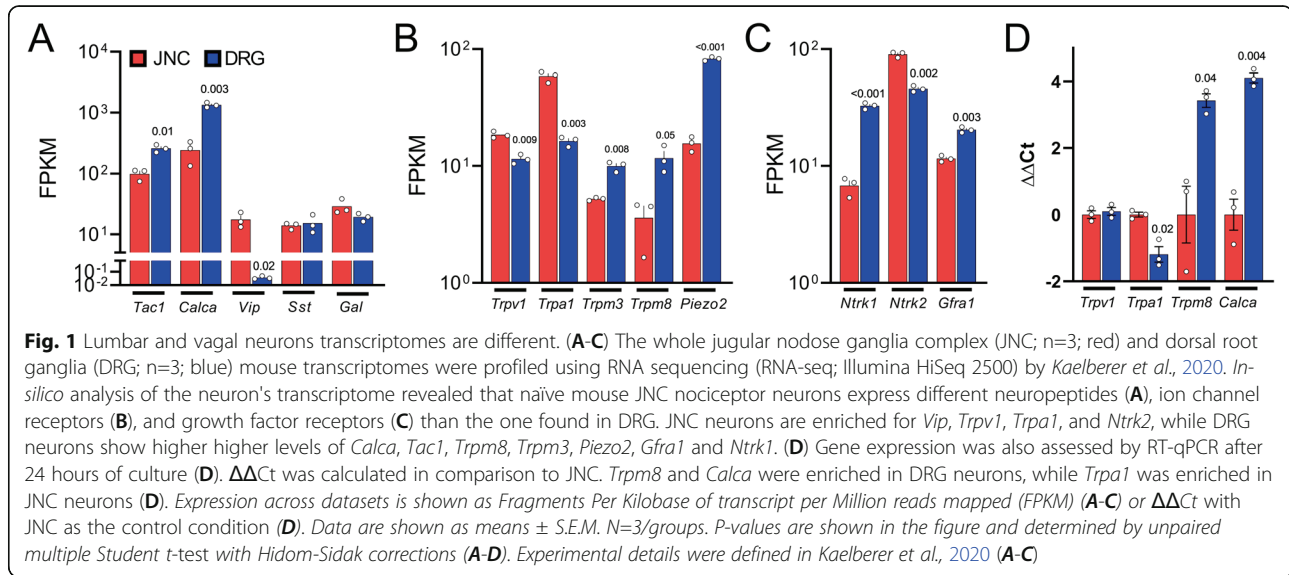 A B C D
10⁴ JNC DRG
10³
10²
10¹
10⁻¹
10⁻²
FPKM
0.01 0.003 0.02
Tac1 Calca Vip Sst Gal
10²
10¹
10⁰
FPKM
0.009 0.003 0.008 0.05 <0.001
Trpv1 Trpa1 Trpm3 Trpm8 Piezo2
10²
10¹
10⁰
FPKM
<0.001 0.002 0.003
Ntrk1 Ntrk2 Gfra1
4
2
0
-2
ΔΔCt
0.02 0.04 0.004
Trpv1 Trpa1 Trpm8 Calca
Fig. 1 Lumbar and vagal neurons transcriptomes are different. (A-C) The whole jugular nodose ganglia complex (JNC; n=3; red) and dorsal root
ganglia (DRG; n=3; blue) mouse transcriptomes were profiled using RNA sequencing (RNA-seq; Illumina HiSeq 2500) by Kaelberer et al., 2020. In-
silico analysis of the neuron's transcriptome revealed that naïve mouse JNC nociceptor neurons express different neuropeptides (A), ion channel
receptors (B), and growth factor receptors (C) than the one found in DRG. JNC neurons are enriched for Vip, Trpv1, Trpa1, and Ntrk2, while DRG
neurons show higher higher levels of Calca, Tac1, Trpm8, Trpm3, Piezo2, Gfra1 and Ntrk1. (D) Gene expression was also assessed by RT-qPCR after
24 hours of culture (D). ΔΔCt was calculated in comparison to JNC. Trpm8 and Calca were enriched in DRG neurons, while Trpa1 was enriched in
JNC neurons (D). Expression across datasets is shown as Fragments Per Kilobase of transcript per Million reads mapped (FPKM) (A-C) or ΔΔCt with
JNC as the control condition (D). Data are shown as means ± S.E.M. N=3/groups. P-values are shown in the figure and determined by unpaired
multiple Student t-test with Hidom-Sidak corrections (A-D). Experimental details were defined in Kaelberer et al., 2020 (A-C)